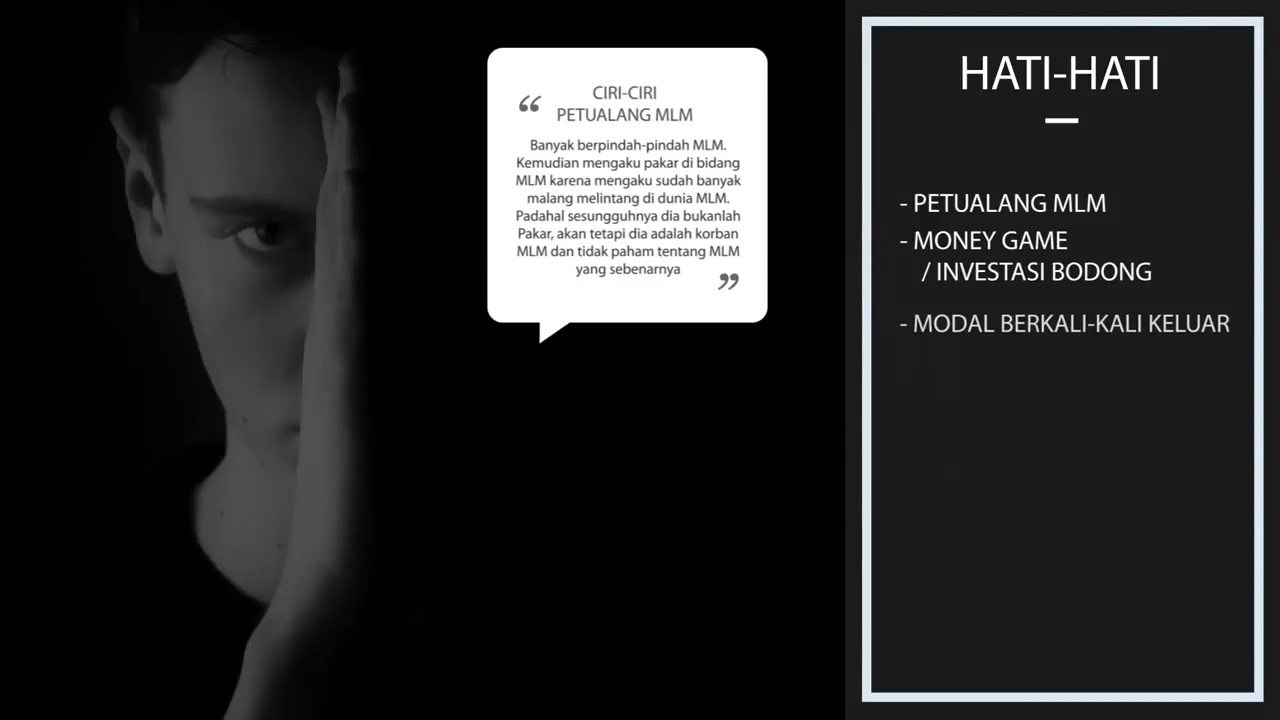 CIRI-CIRI
“ PETUALANG MLM
Banyak berpindah-pindah MLM.
Kemudian mengaku pakar di bidang
MLM karena mengaku sudah banyak
malang melintang di dunia MLM.
Padahal sesungguhnya dia bukanlah
Pakar, akan tetapi dia adalah korban
MLM dan tidak paham tentang MLM
yang sebenarnya ”
HATI-HATI
- PETUALANG MLM
- MONEY GAME
/ INVESTASI BODONG
- MODAL BERKALI-KALI KELUAR